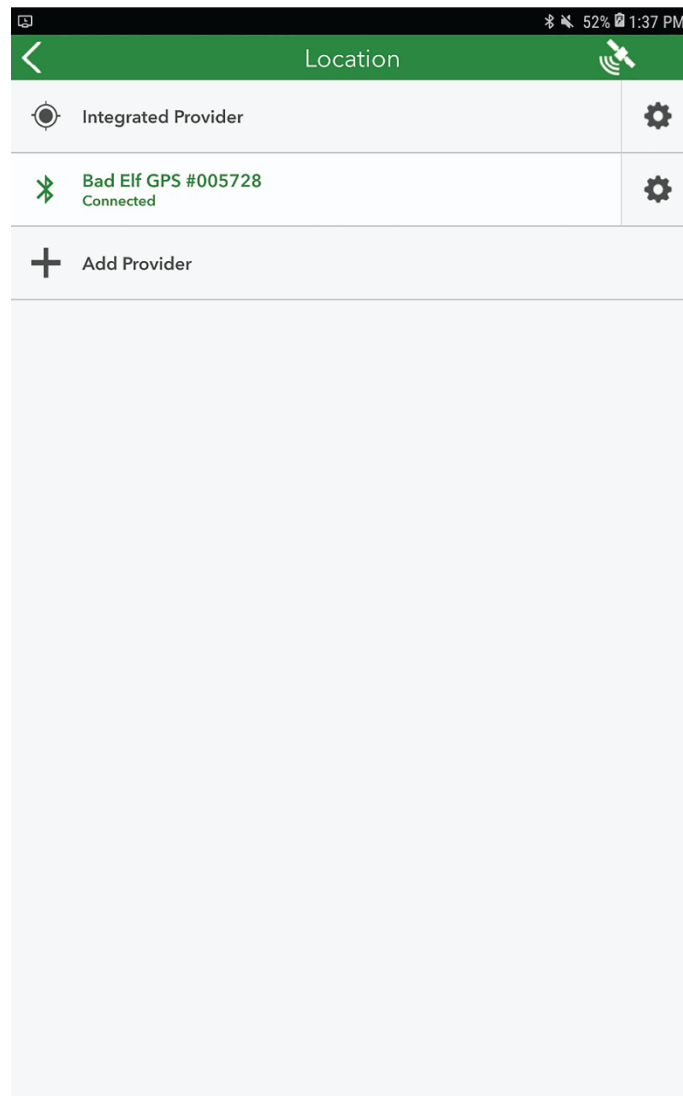 52% 1:37 PM
Location
Integrated Provider
Bad Elf GPS #005728
Connected
Add Provider